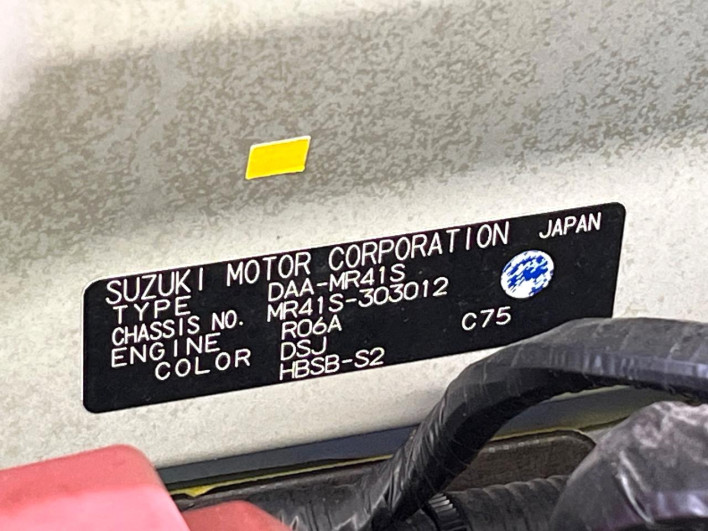 SUZUKI MOTOR CORPORATION JAPAN
TYPE DAA-MR41S
CHASSIS NO. MR41S-303012
ENGINE R06A C75
COLOR DSJ
HBSB-S2